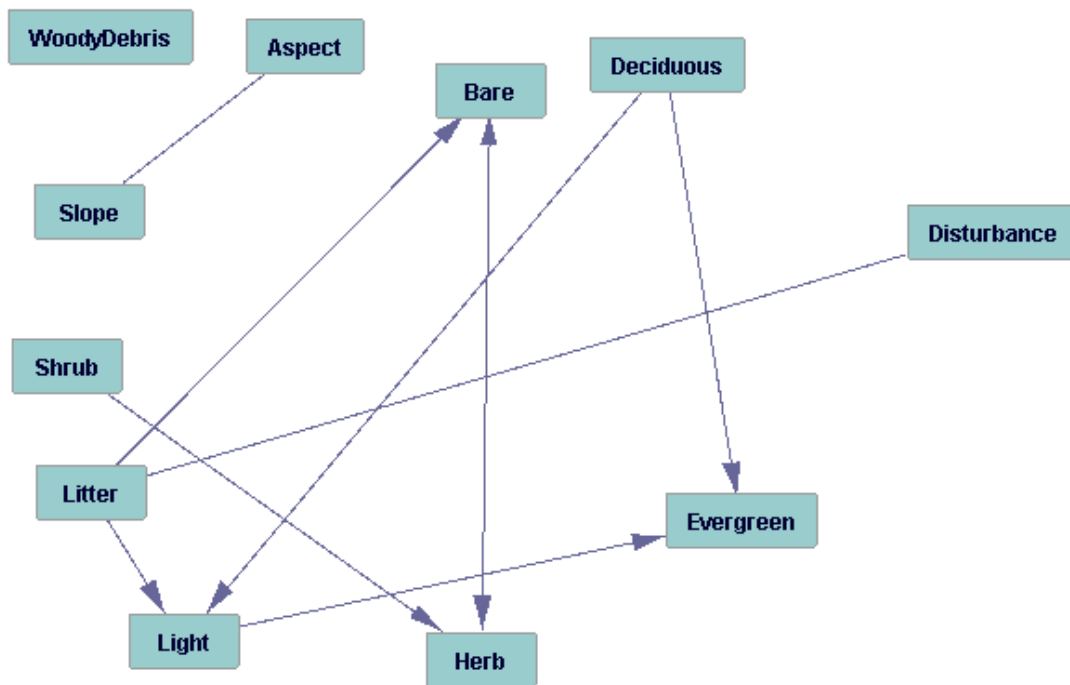 WoodyDebris
Aspect
Bare
Deciduous
Slope
Disturbance
Shrub
Litter
Evergreen
Light
Herb